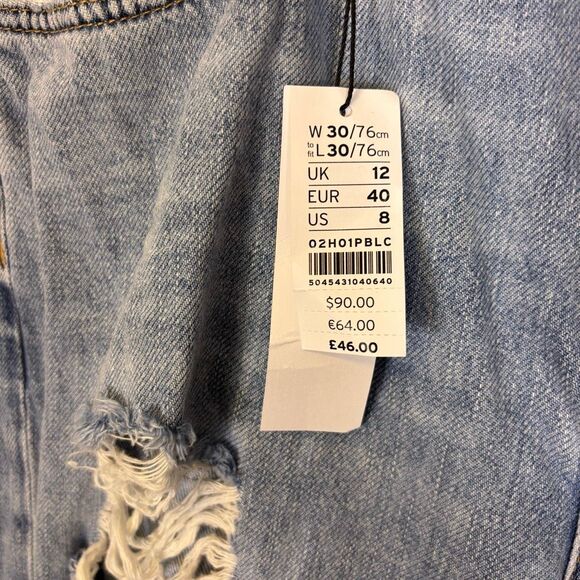 W 30/76cm
to fit L 30/76cm
UK 12
EUR 40
US 8
02H01PBLC
5045431040640
$90.00
€64.00
£46.00